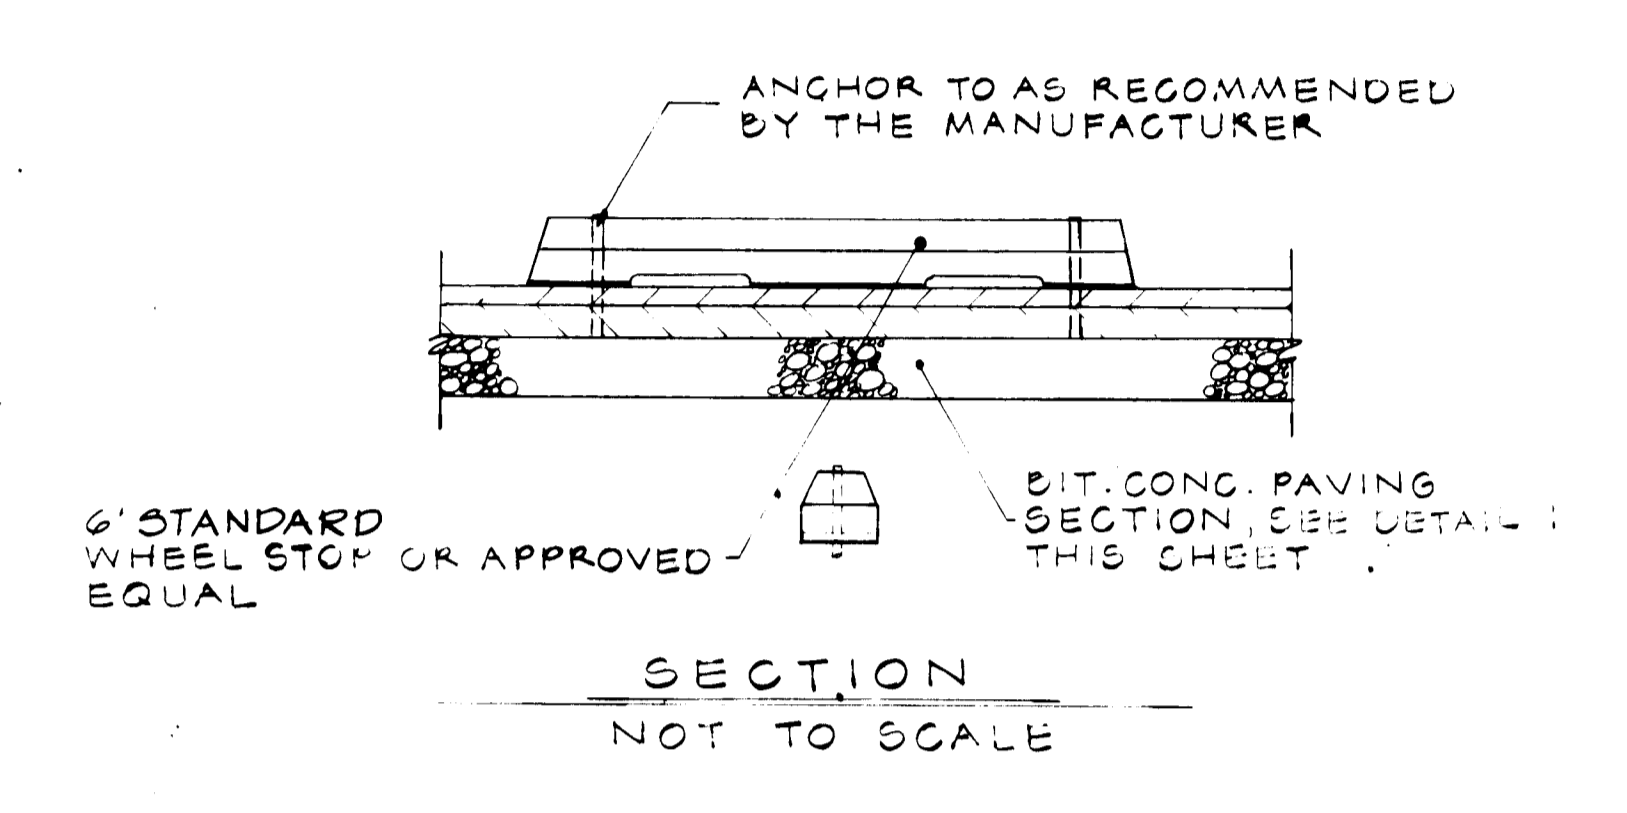 ANCHOR TO AS RECOMMENDED
BY THE MANUFACTURER
6' STANDARD
WHEEL STOP OR APPROVED
EQUAL
BIT. CONC. PAVING
SECTION, SEE DETAIL
THIS SHEET
SECTION
NOT TO SCALE